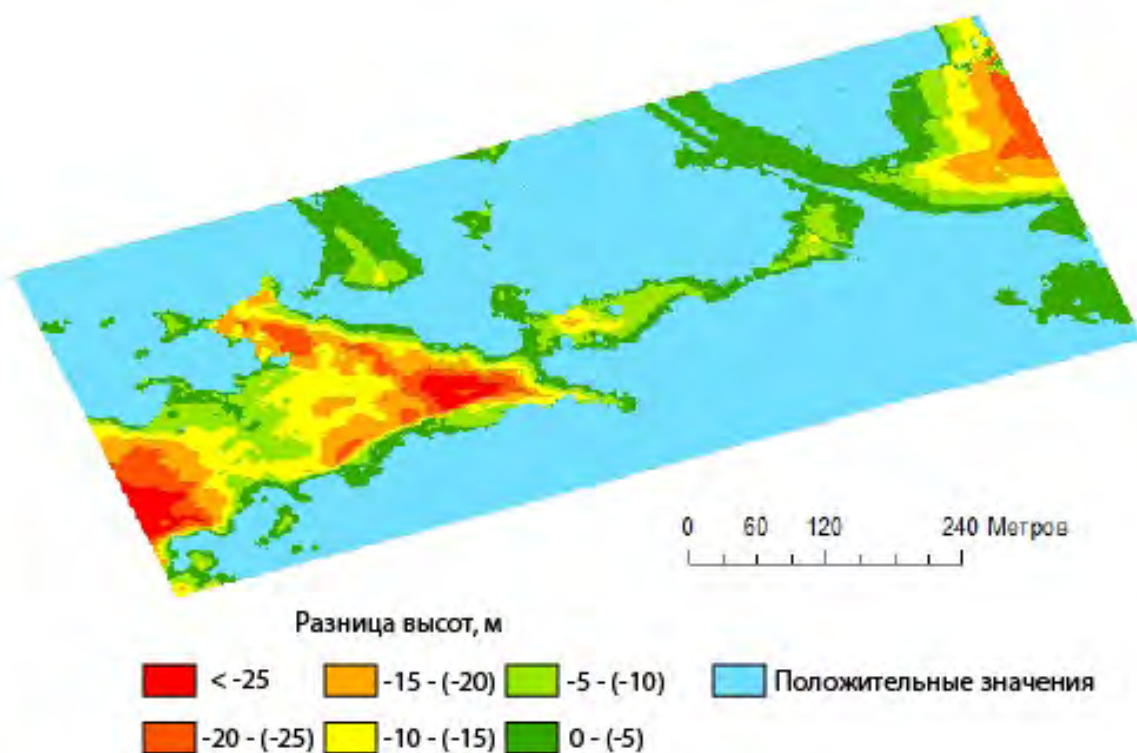 0 60 120 240 Метров
Разница высот, м
< -25 -15 - (-20) -5 - (-10) Положительные значения
-20 - (-25) -10 - (-15) 0 - (-5)